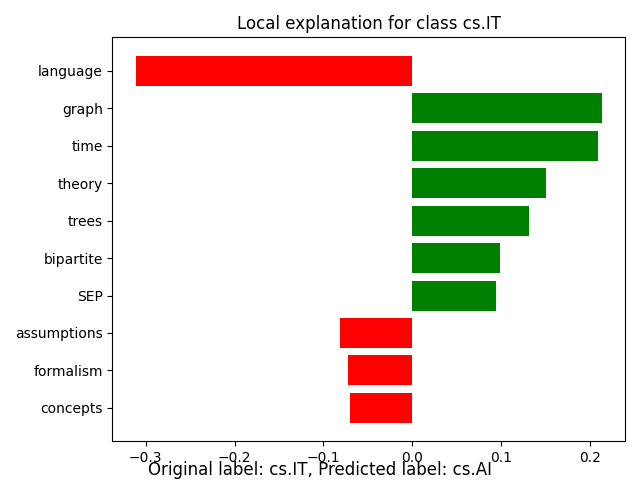 Local explanation for class cs.IT
language
graph
time
theory
trees
bipartite
SEP
assumptions
formalism
concepts
−0.3 −0.2 −0.1 0.0 0.1 0.2
Original label: cs.IT, Predicted label: cs.AI